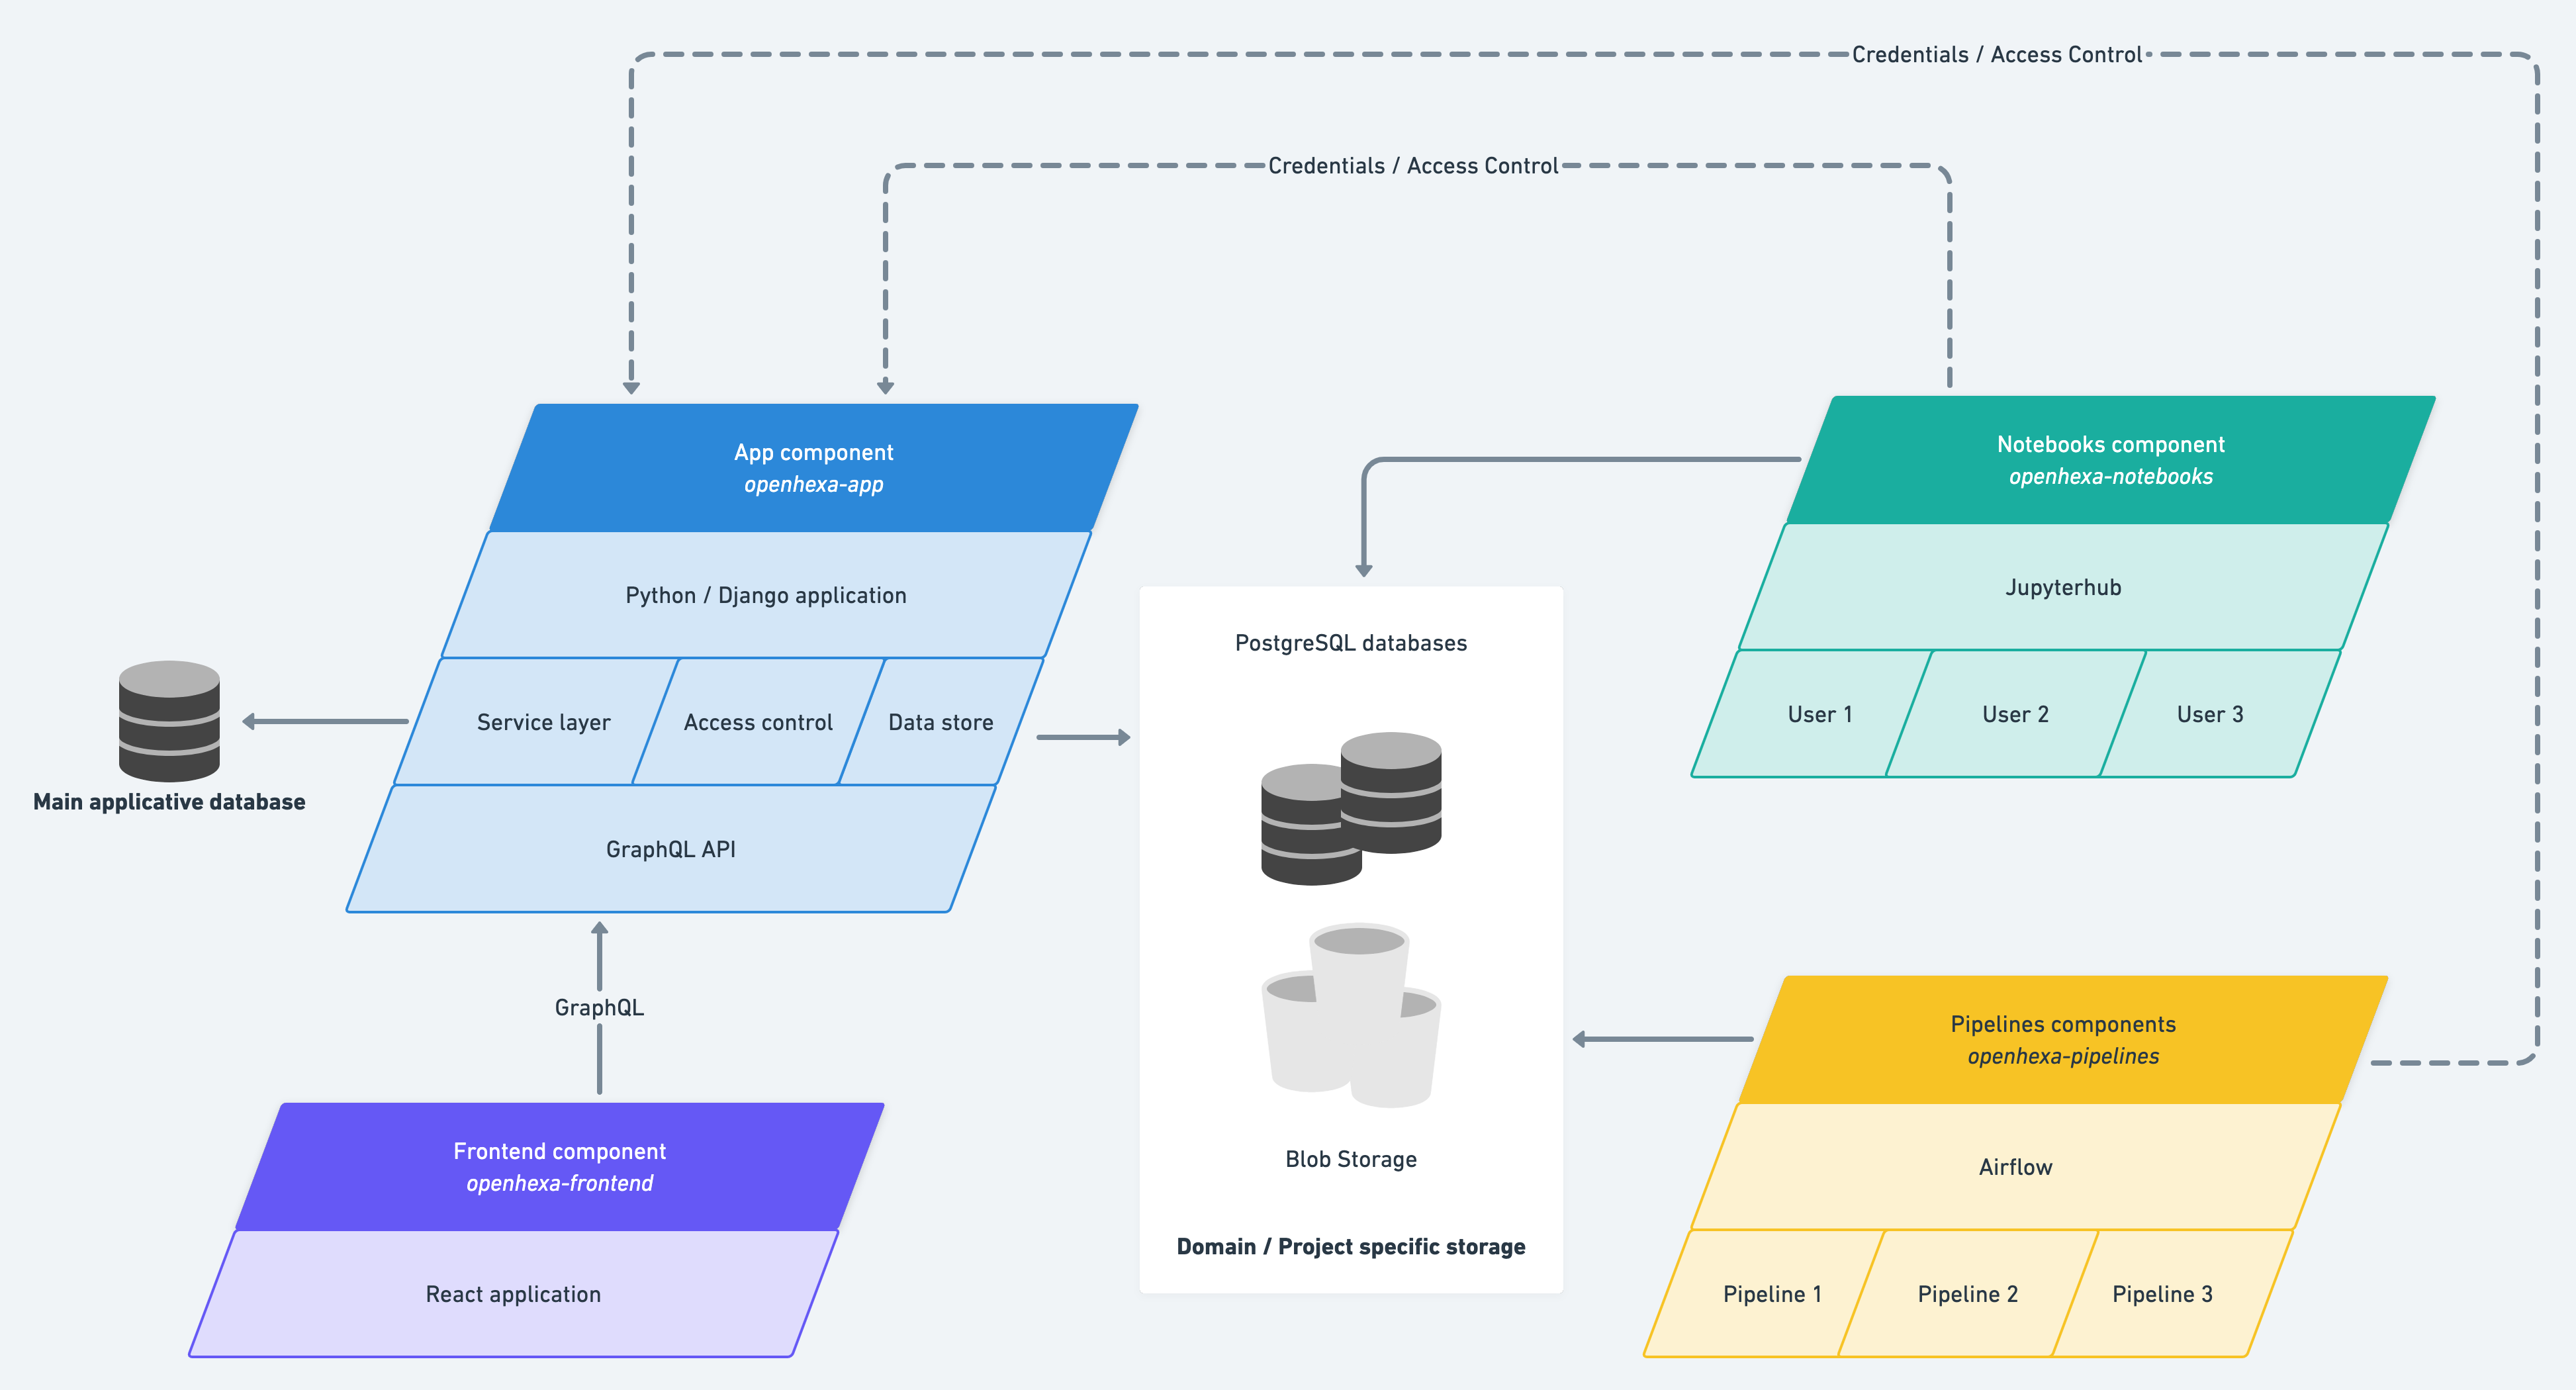 Credentials / Access Control
Credentials / Access Control
App component
openhexa-app
Python / Django application
Service layer
Access control
Data store
GraphQL API
Main applicative database
GraphQL
Frontend component
openhexa-frontend
React application
PostgreSQL databases
Blob Storage
Domain / Project specific storage
Notebooks component
openhexa-notebooks
Jupyterhub
User 1
User 2
User 3
Pipelines components
openhexa-pipelines
Airflow
Pipeline 1
Pipeline 2
Pipeline 3